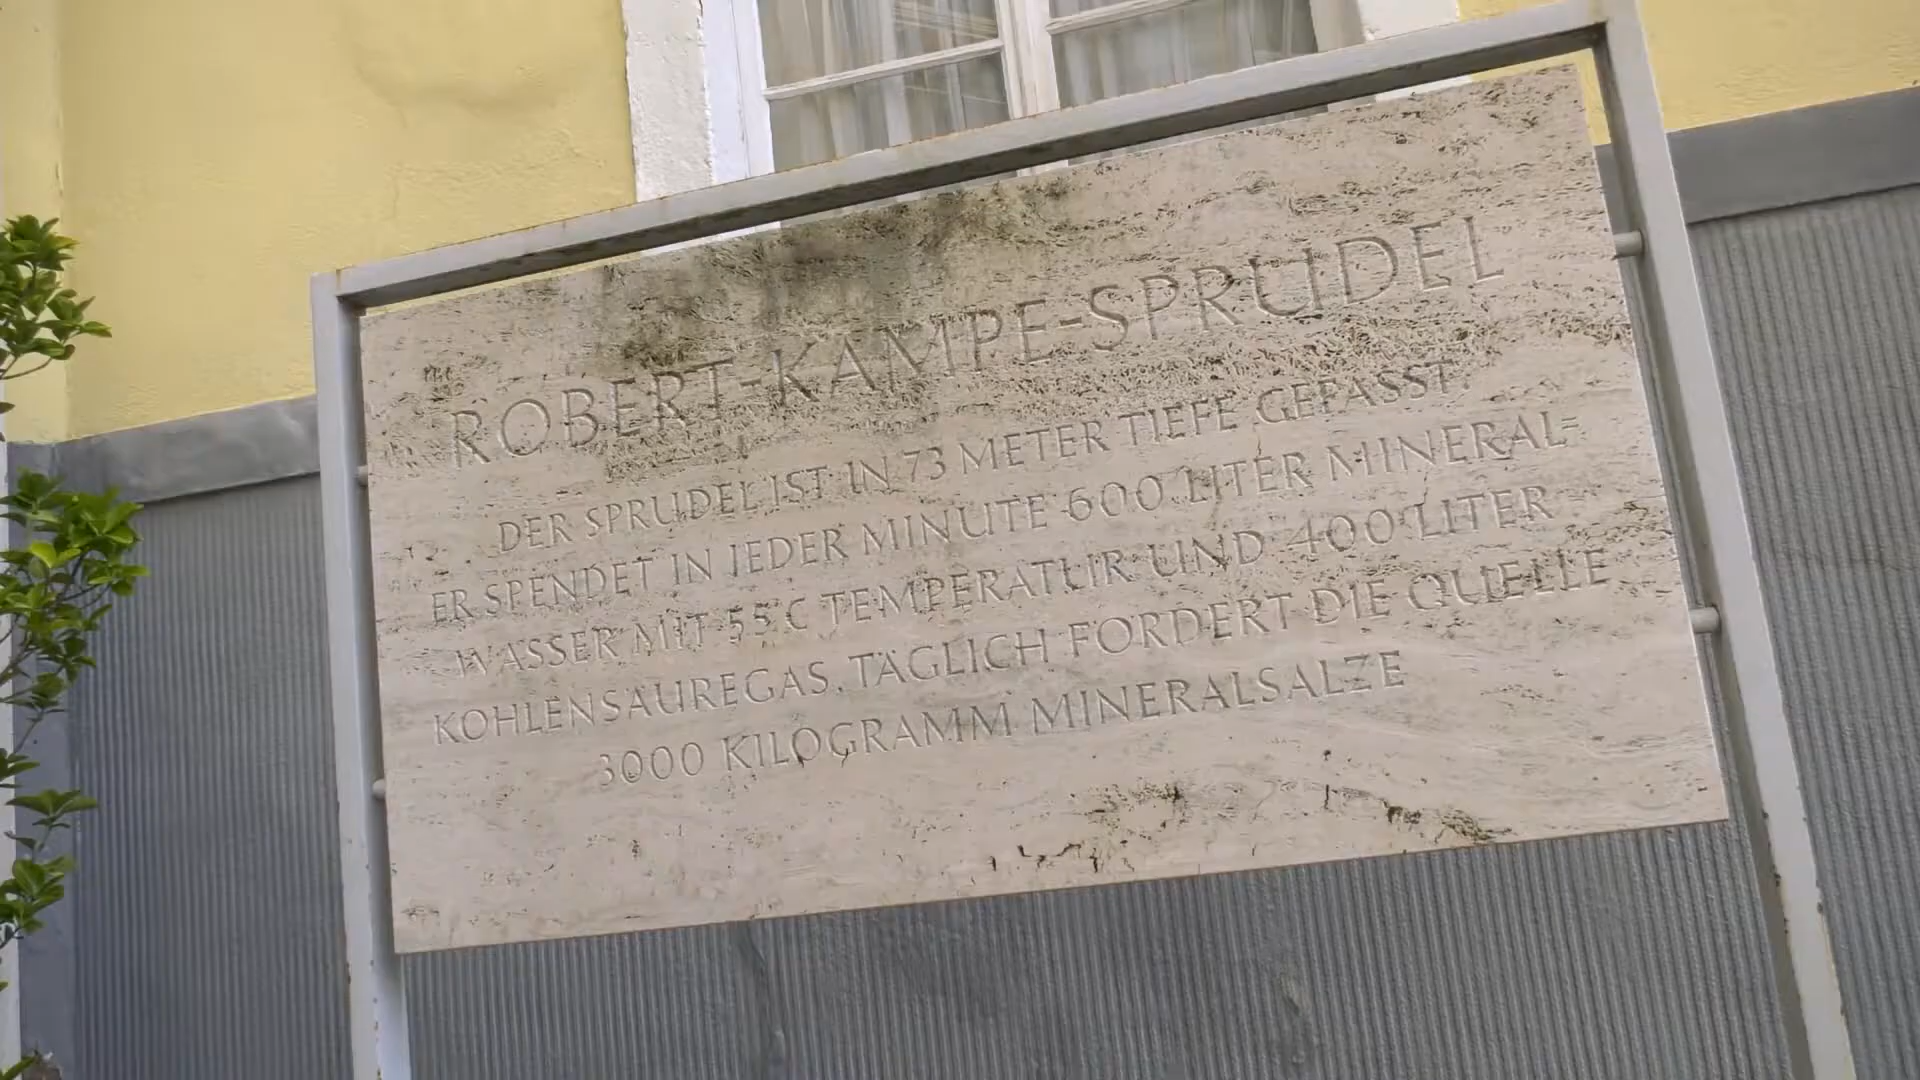 ROBERT-KAMPE-SPRUDEL
DER SPRUDEL IST IN 73 METER TIEFE GEFASST.
ER SPENDET IN JEDER MINUTE 600 LITER MINERAL=
WASSER MIT 55°C TEMPERATUR UND 400 LITER
KOHLENSÄUREGAS. TÄGLICH FÖRDERT DIE QUELLE
3000 KILOGRAMM MINERALSALZE